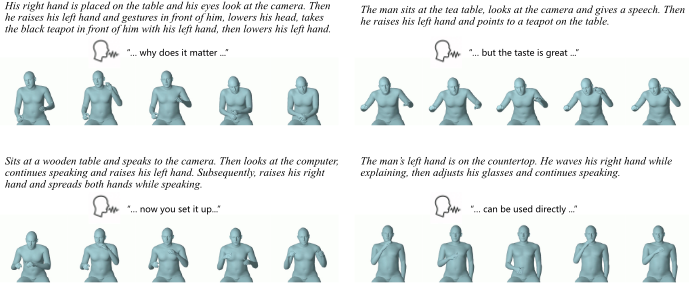 His right hand is placed on the table and his eyes look at the camera. Then
he raises his left hand and gestures in front of him, lowers his head, takes
the black teapot in front of him with his left hand, then lowers his left hand.
"... why does it matter ..."
The man sits at the tea table, looks at the camera and gives a speech. Then
he raises his left hand and points to a teapot on the table.
"... but the taste is great ..."
Sits at a wooden table and speaks to the camera. Then looks at the computer,
continues speaking and raises his left hand. Subsequently, raises his right
hand and spreads both hands while speaking.
"... now you set it up..."
The man's left hand is on the countertop. He waves his right hand while
explaining, then adjusts his glasses and continues speaking.
"... can be used directly ..."